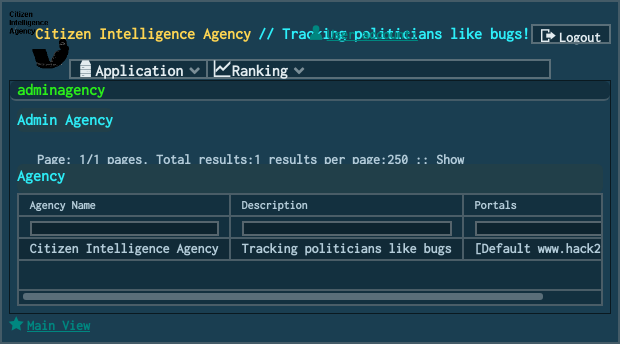 Citizen
Intelligence
Agency
Citizen Intelligence Agency // Tracking politicians like bugs!
Logout
Application
Ranking
adminagency
Admin Agency
Page: 1/1 pages. Total results:1 results per page:250 :: Show
Agency
Agency Name
Description
Portals
Citizen Intelligence Agency
Tracking politicians like bugs
[Default www.hack2
Main View